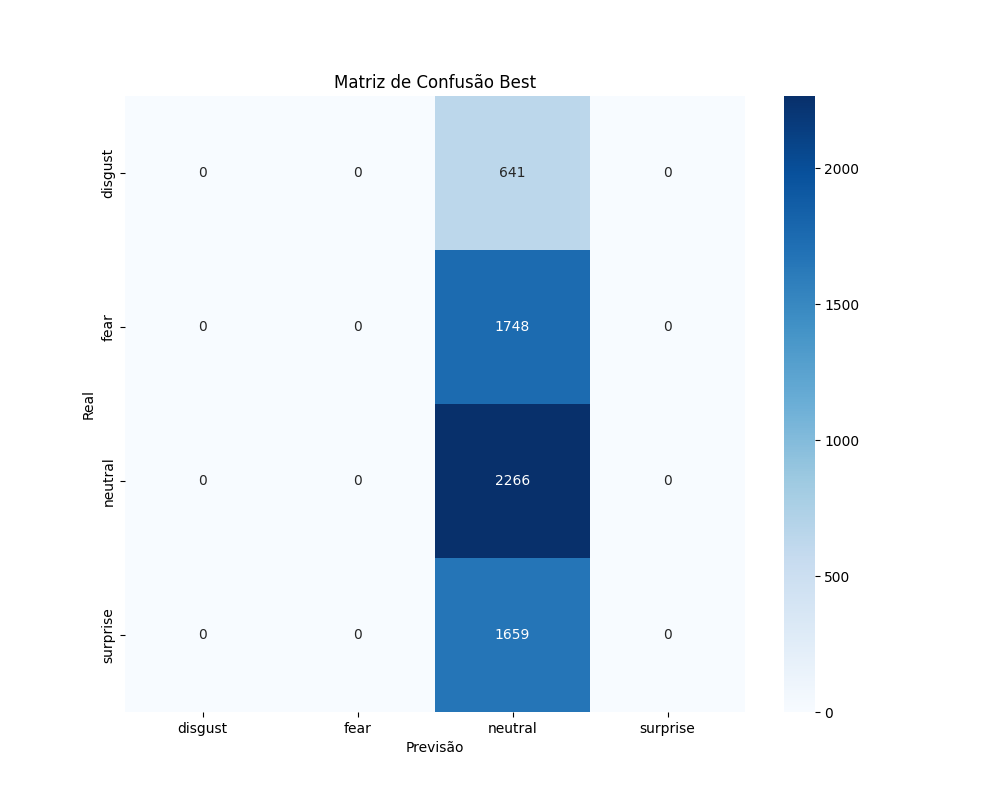 Matriz de Confusão Best
disgust 0 0 641 0
fear 0 0 1748 0
neutral 0 0 2266 0
surprise 0 0 1659 0
disgust fear neutral surprise
Previsão
Real
2000
1500
1000
500
0